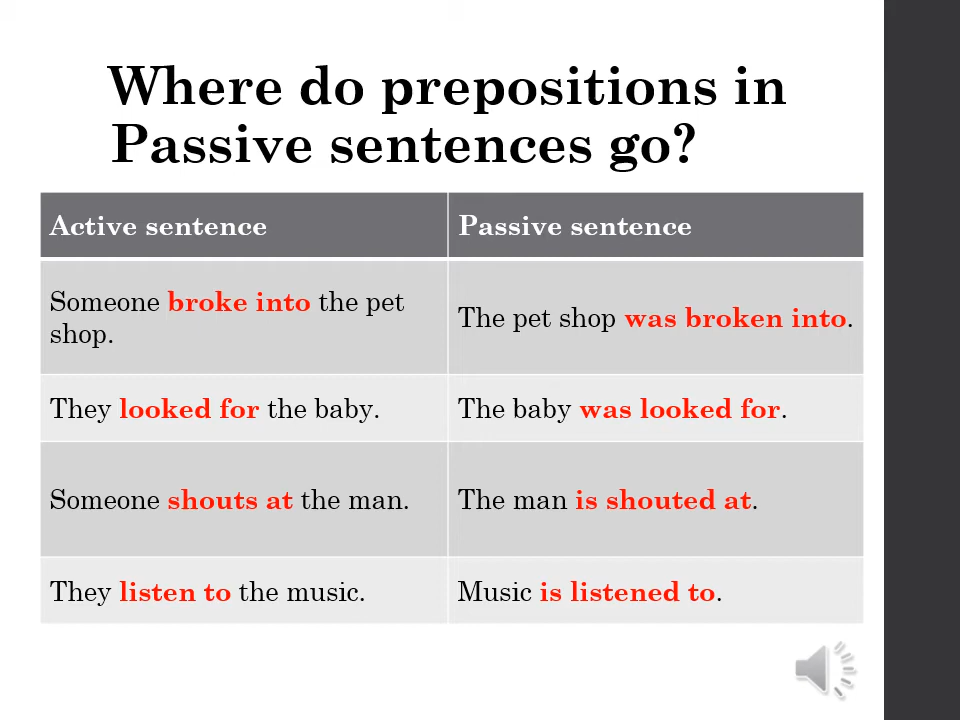 Where do prepositions in
Passive sentences go?
Active sentence
Passive sentence
Someone broke into the pet
shop.
The pet shop was broken into.
They looked for the baby.
The baby was looked for.
Someone shouts at the man.
The man is shouted at.
They listen to the music.
Music is listened to.